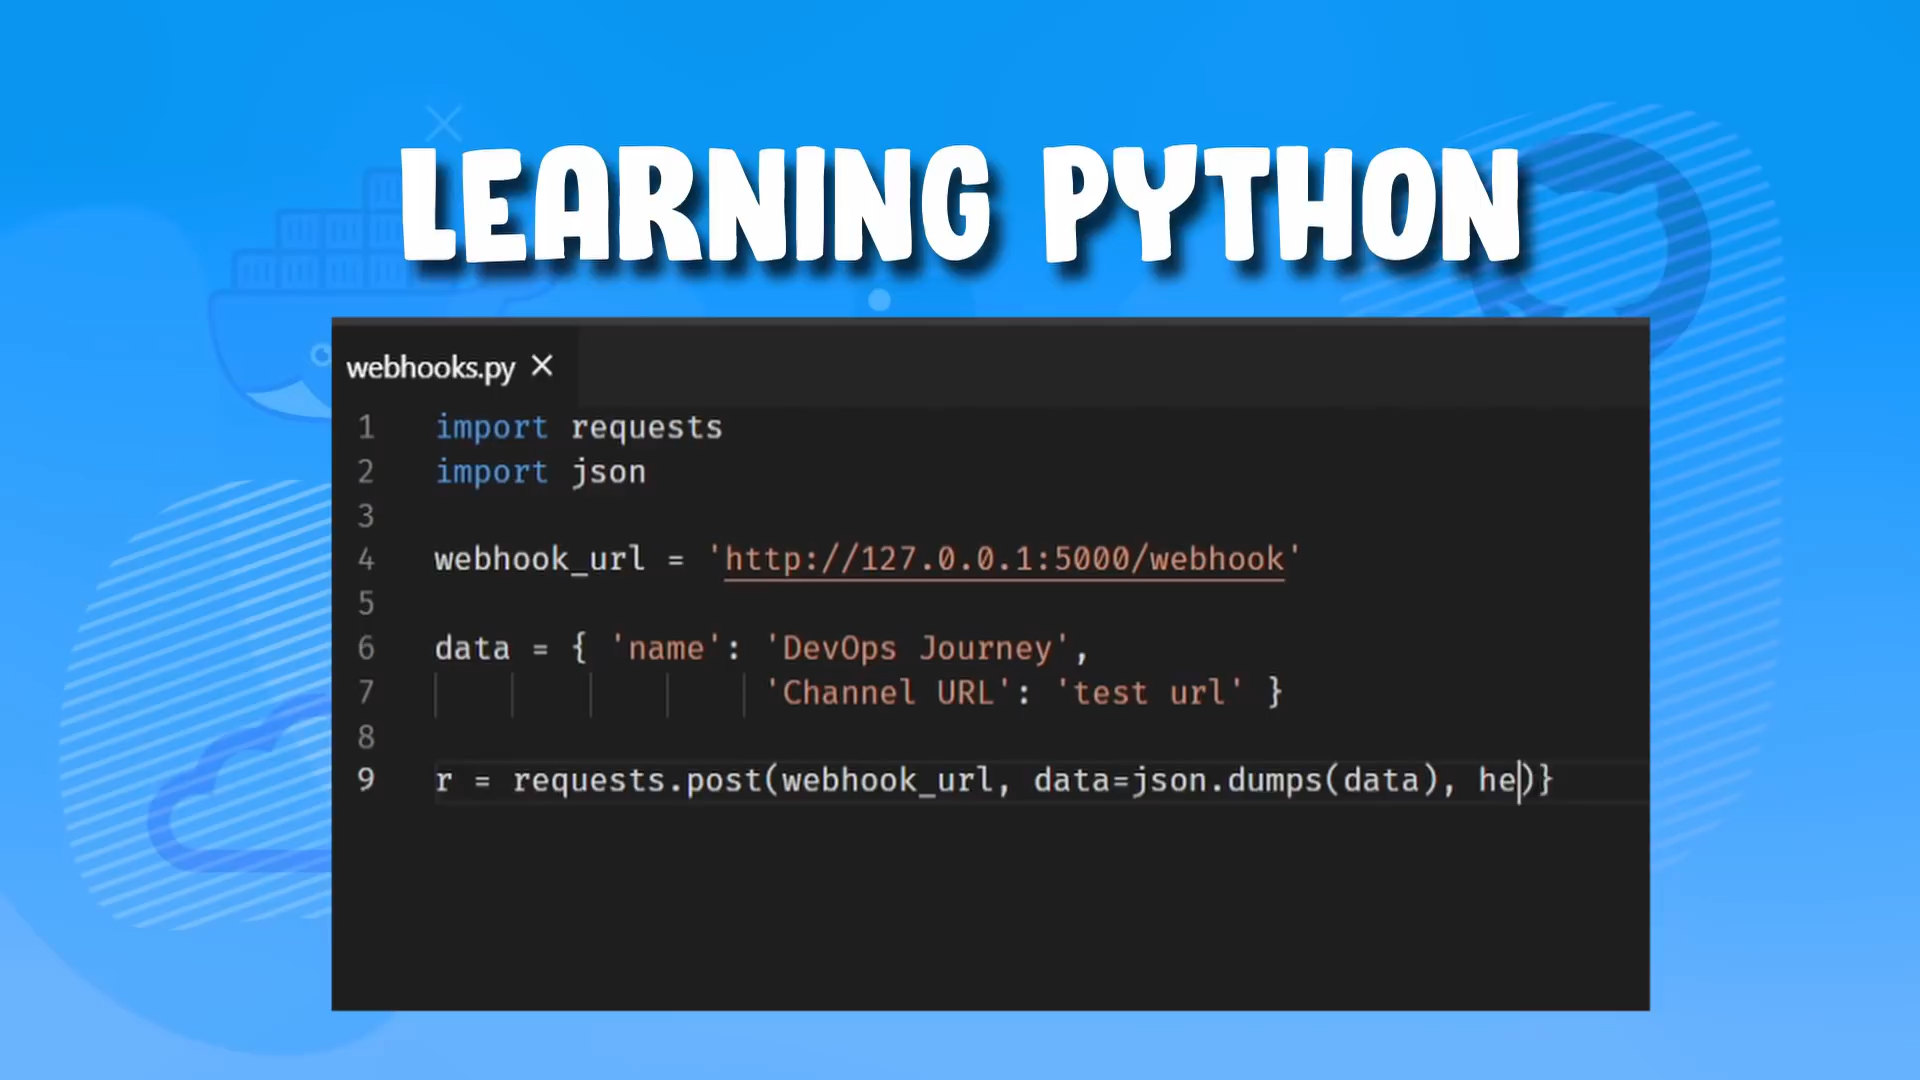 LEARNING PYTHON
webhooks.py ×
1 import requests
2 import json
3
4 webhook_url = 'http://127.0.0.1:5000/webhook'
5
6 data = { 'name': 'DevOps Journey',
7 'Channel URL': 'test url' }
8
9 r = requests.post(webhook_url, data=json.dumps(data), he)}